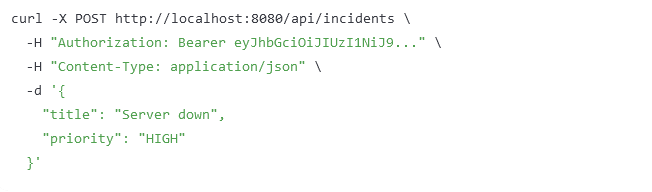 curl -X POST http://localhost:8080/api/incidents \
  -H "Authorization: Bearer eyJhbGciOiJIUzI1NiJ9..." \
  -H "Content-Type: application/json" \
  -d '{
    "title": "Server down",
    "priority": "HIGH"
  }'